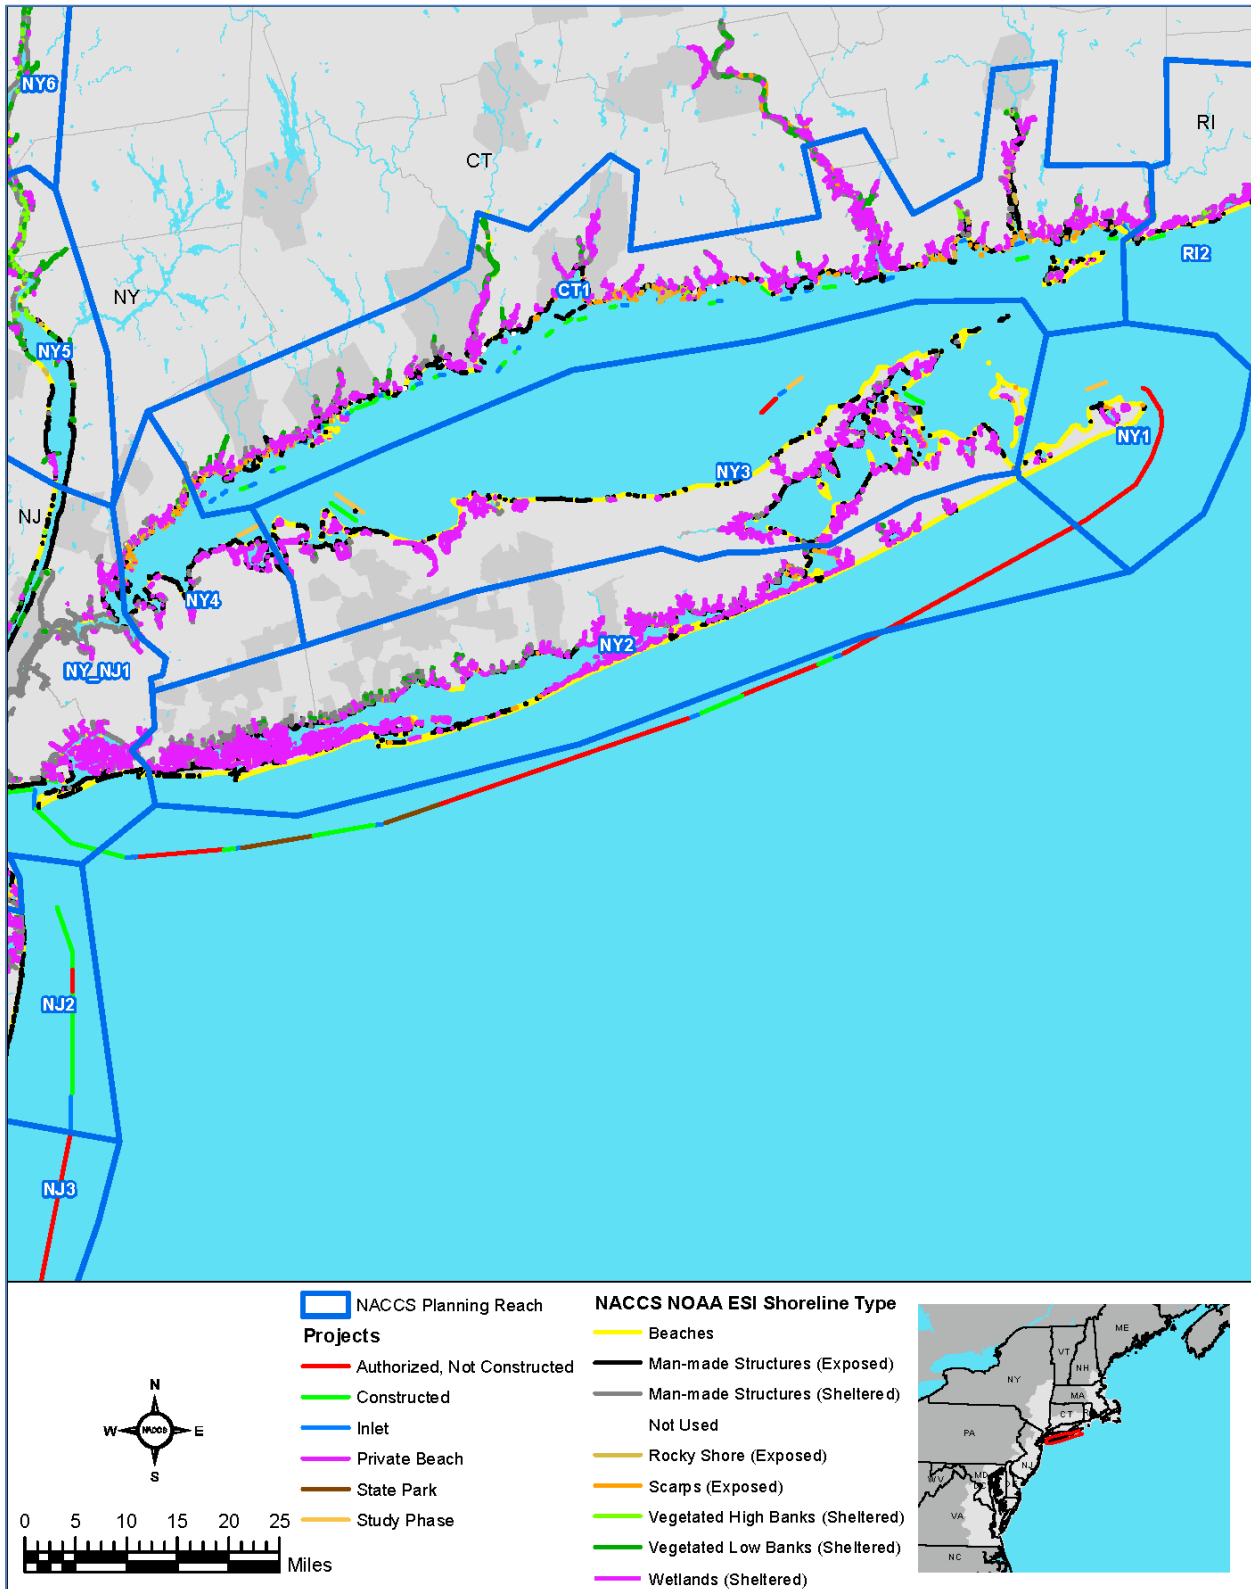 NY6
CT
RI
RI2
NY
CT1
NY5
NY1
NY3
NJ
NY4
NY2
NY_NJ1
NJ2
NJ3
NACCS Planning Reach
Projects
Authorized, Not Constructed
Constructed
Inlet
Private Beach
State Park
Study Phase
NACCS NOAA ESI Shoreline Type
Beaches
Man-made Structures (Exposed)
Man-made Structures (Sheltered)
Not Used
Rocky Shore (Exposed)
Scarps (Exposed)
Vegetated High Banks (Sheltered)
Vegetated Low Banks (Sheltered)
Wetlands (Sheltered)
N
W NACCS E
S
0 5 10 15 20 25
Miles
ME
VT
NH
NY
MA
CT
PA
NJ
MD
WV
VA
NC